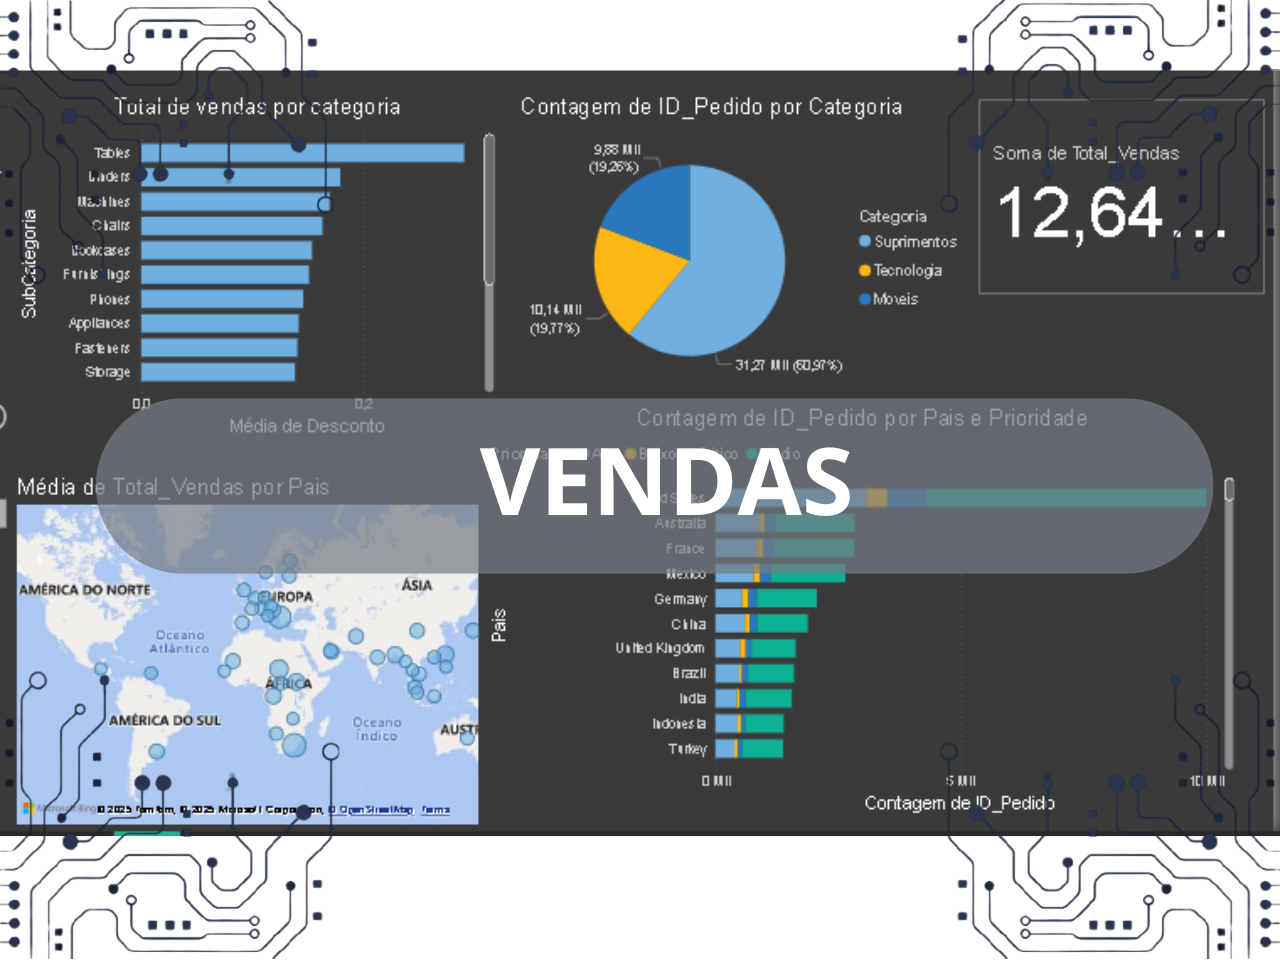 Total de vendas por categoria
Tables
Binders
Machines
Chairs
Bookcases
Furnishings
Phones
Appliances
Fasteners
Storage
SubCategoria
0,0
0,2
Média de Desconto
Contagem de ID_Pedido por Categoria
9,88 Mil
(19,26%)
10,14 Mil
(19,77%)
31,27 Mil (60,97%)
Categoria
Suprimentos
Tecnologia
Moveis
Soma de Total_Vendas
12,64...
VENDAS
Média de Total_Vendas por Pais
AMÉRICA DO NORTE
EUROPA
ÁSIA
Oceano
Atlântico
ÁFRICA
AMÉRICA DO SUL
Oceano
Índico
AUSTR
Microsoft Bing
© 2025 TomTom, © 2025 Microsoft Corporation, © OpenStreetMap Terms
Contagem de ID_Pedido por Pais e Prioridade
Australia
France
Mexico
Germany
China
United Kingdom
Brazil
India
Indonesia
Turkey
Pais
0 Mil
5 Mil
10 Mil
Contagem de ID_Pedido